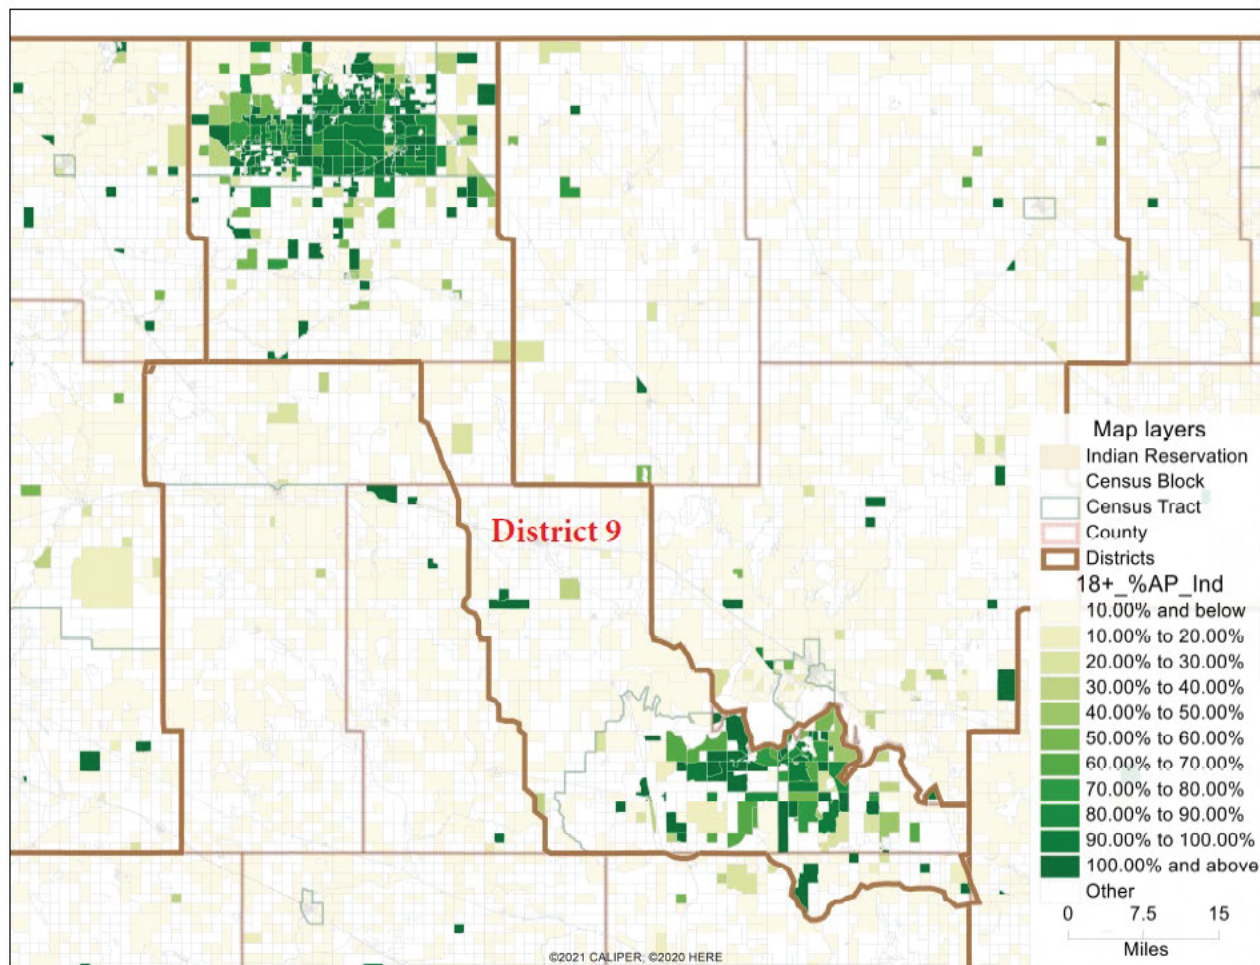 District 9
Map layers
Indian Reservation
Census Block
Census Tract
County
Districts
18+_%AP_Ind
10.00% and below
10.00% to 20.00%
20.00% to 30.00%
30.00% to 40.00%
40.00% to 50.00%
50.00% to 60.00%
60.00% to 70.00%
70.00% to 80.00%
80.00% to 90.00%
90.00% to 100.00%
100.00% and above
Other
0 7.5 15
Miles
©2021 CALIPER; ©2020 HERE